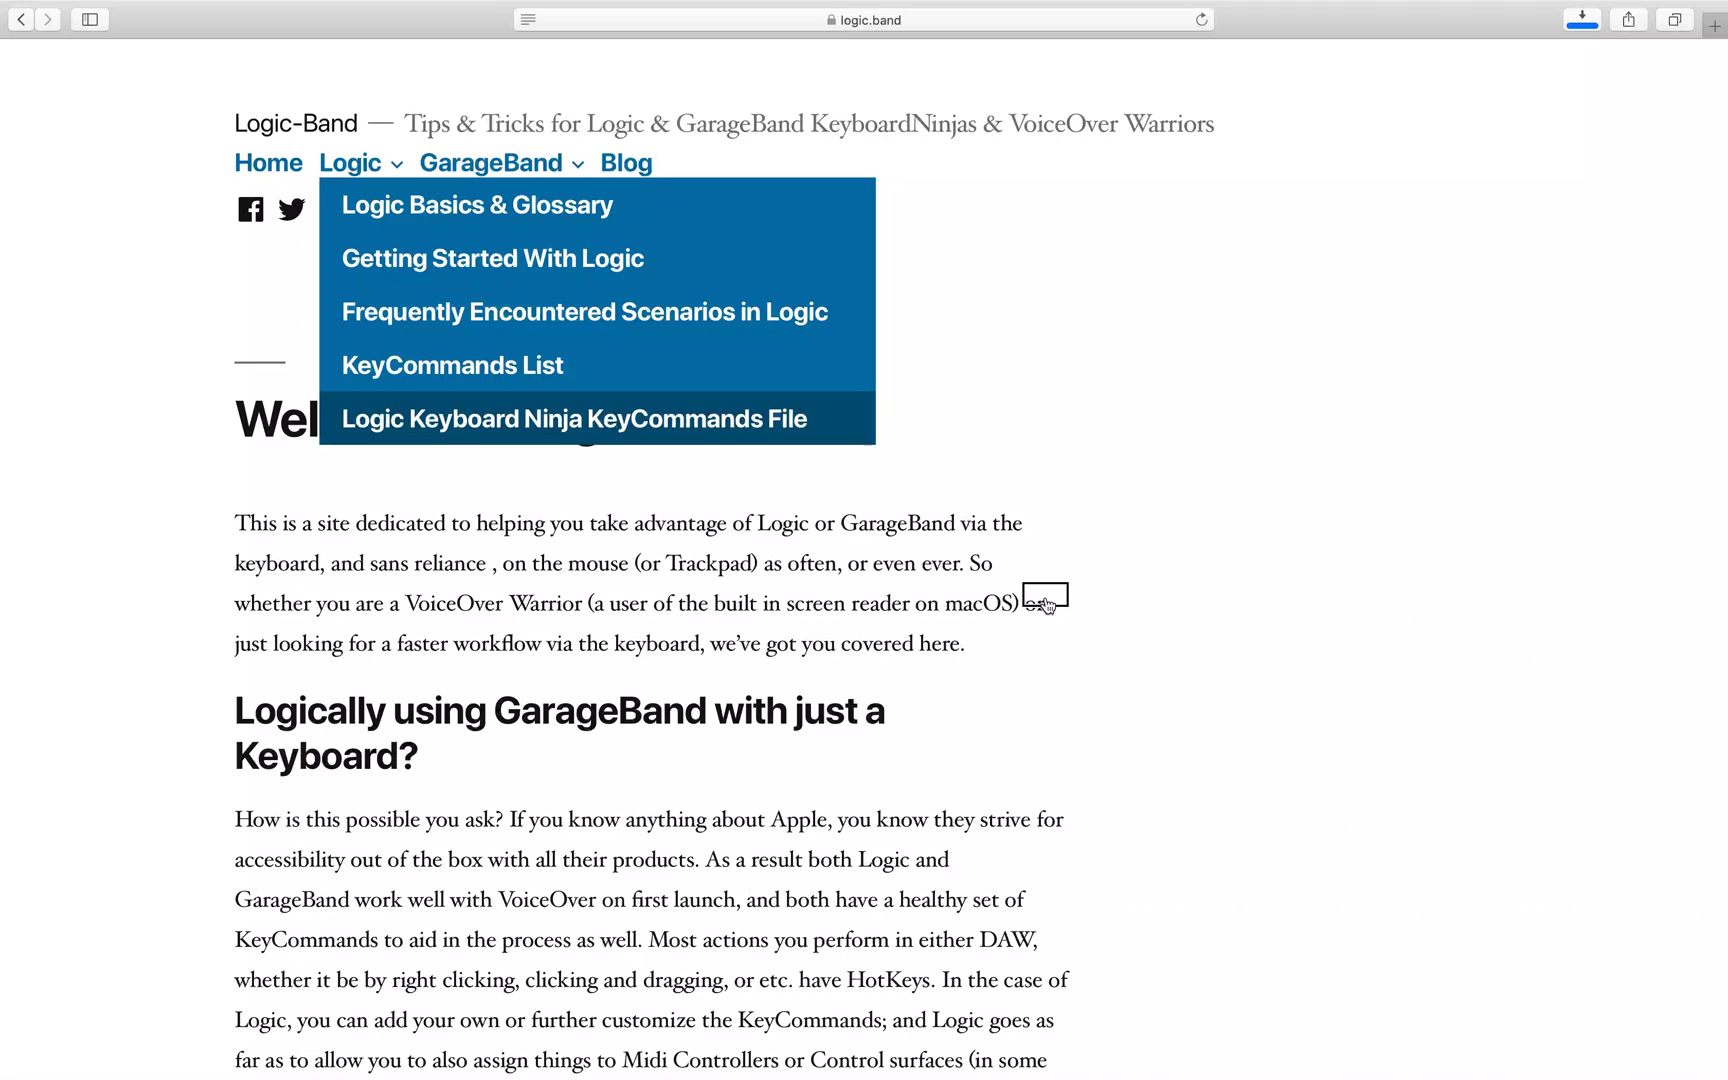 logic.band
Logic-Band — Tips & Tricks for Logic & GarageBand KeyboardNinjas & VoiceOver Warriors
Home Logic GarageBand Blog
Logic Basics & Glossary
Getting Started With Logic
Frequently Encountered Scenarios in Logic
KeyCommands List
Logic Keyboard Ninja KeyCommands File
Wel
This is a site dedicated to helping you take advantage of Logic or GarageBand via the
keyboard, and sans reliance , on the mouse (or Trackpad) as often, or even ever. So
whether you are a VoiceOver Warrior (a user of the built in screen reader on macOS)
just looking for a faster workflow via the keyboard, we’ve got you covered here.
Logically using GarageBand with just a
Keyboard?
How is this possible you ask? If you know anything about Apple, you know they strive for
accessibility out of the box with all their products. As a result both Logic and
GarageBand work well with VoiceOver on first launch, and both have a healthy set of
KeyCommands to aid in the process as well. Most actions you perform in either DAW,
whether it be by right clicking, clicking and dragging, or etc. have HotKeys. In the case of
Logic, you can add your own or further customize the KeyCommands; and Logic goes as
far as to allow you to also assign things to Midi Controllers or Control surfaces (in some